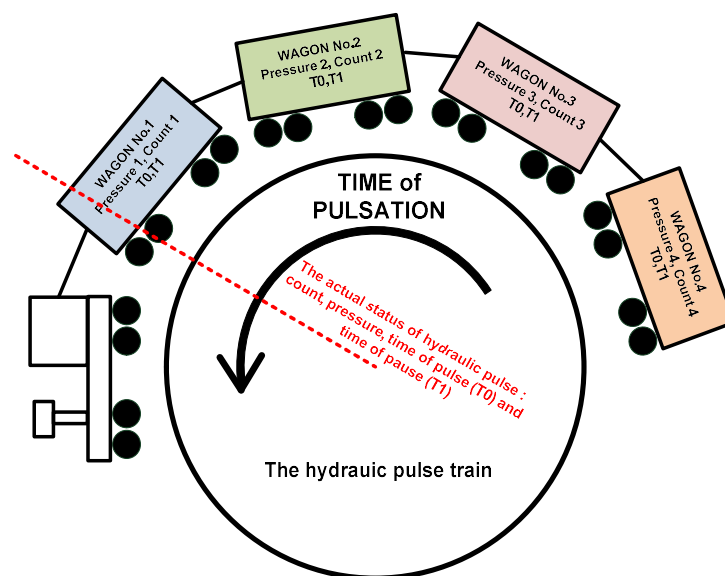 WAGON No.1
Pressure 1, Count 1
T0,T1
WAGON No.2
Pressure 2, Count 2
T0,T1
WAGON No.3
Pressure 3, Count 3
T0,T1
WAGON No.4
Pressure 4, Count 4
T0,T1
TIME of
PULSATION
The actual status of hydraulic pulse :
count, pressure, time of pulse (T0) and
time of pause (T1)
The hydrauic pulse train